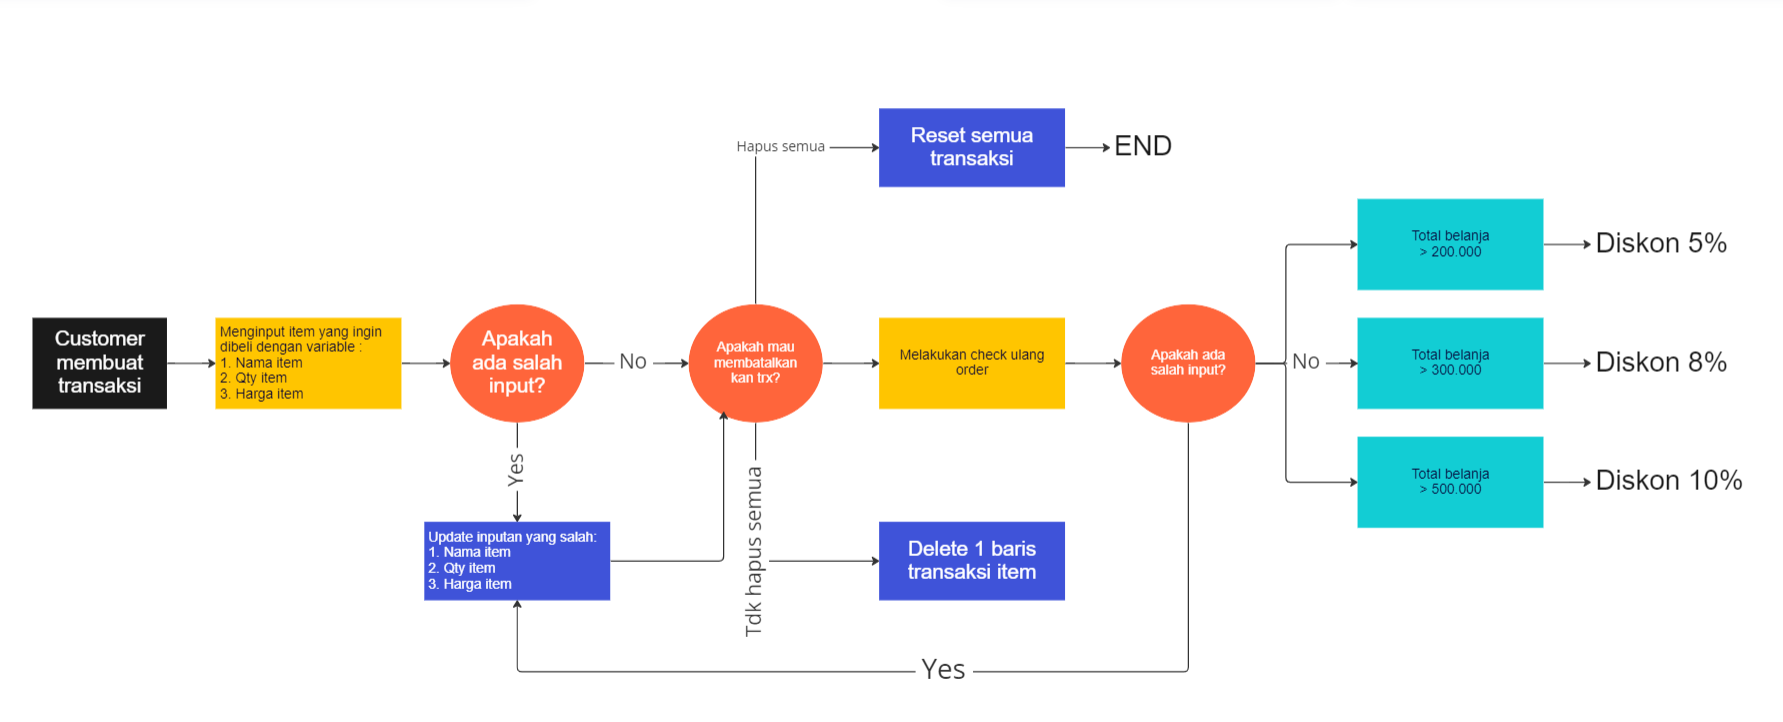 Hapus semua
Reset semua
transaksi
END
Total belanja
> 200.000
Diskon 5%
Customer
membuat
transaksi
Menginput item yang ingin
dibeli dengan variable :
1. Nama item
2. Qty item
3. Harga item
Apakah
ada salah
input?
No
Apakah mau
membatalkan
kan trx?
Melakukan check ulang
order
Apakah ada
salah input?
No
Total belanja
> 300.000
Diskon 8%
Yes
Total belanja
> 500.000
Diskon 10%
Update inputan yang salah:
1. Nama item
2. Qty item
3. Harga item
Tdk hapus semua
Delete 1 baris
transaksi item
Yes